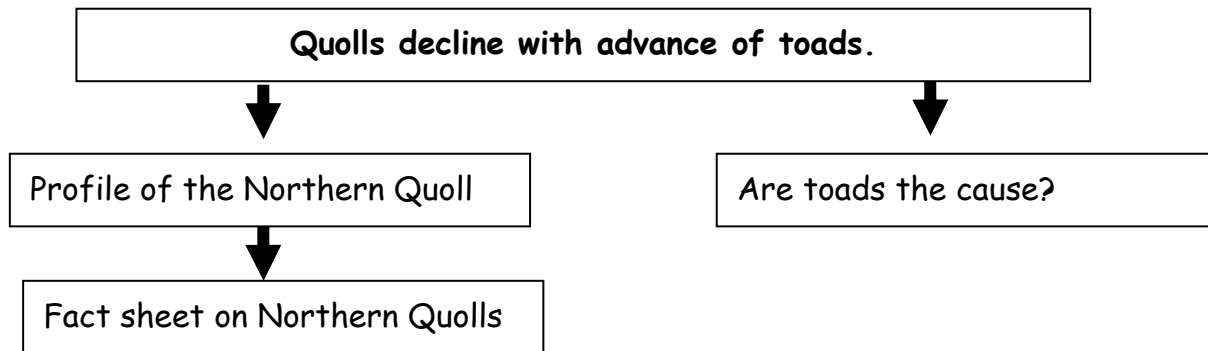 Quolls decline with advance of toads.
Profile of the Northern Quoll
Are toads the cause?
Fact sheet on Northern Quolls